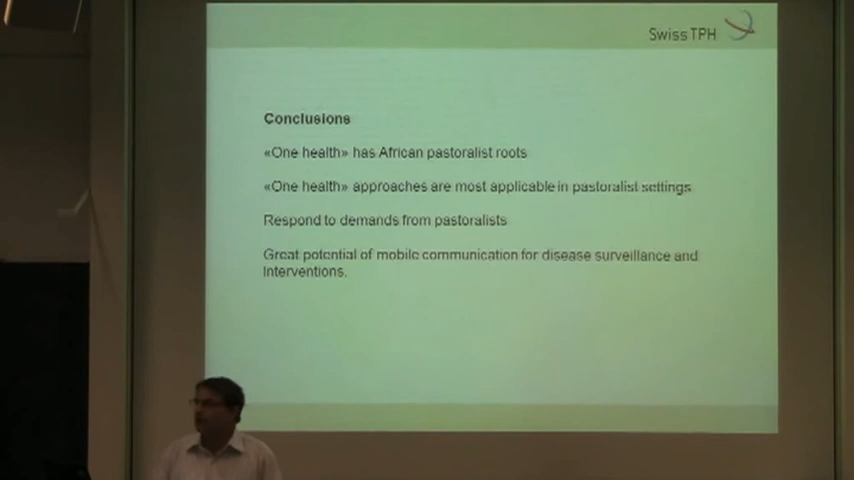 Swiss TPH
Conclusions
«One health» has African pastoralist roots
«One health» approaches are most applicable in pastoralist settings
Respond to demands from pastoralists
Great potential of mobile communication for disease surveillance and
Interventions.